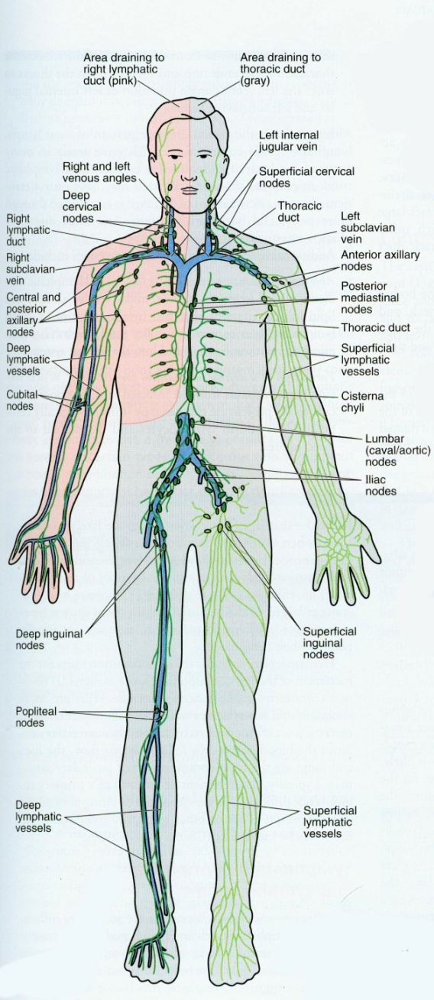 Area draining to
right lymphatic
duct (pink)
Area draining to
thoracic duct
(gray)
Left internal
jugular vein
Right and left
venous angles
Superficial cervical
nodes
Deep
cervical
nodes
Thoracic
duct
Right
lymphatic
duct
Left
subclavian
vein
Right
subclavian
vein
Anterior axillary
nodes
Central and
posterior
axillary
nodes
Posterior
mediastinal
nodes
Thoracic duct
Deep
lymphatic
vessels
Superficial
lymphatic
vessels
Cubital
nodes
Cisterna
chyli
Lumbar
(caval/aortic)
nodes
Iliac
nodes
Deep inguinal
nodes
Superficial
inguinal
nodes
Popliteal
nodes
Deep
lymphatic
vessels
Superficial
lymphatic
vessels